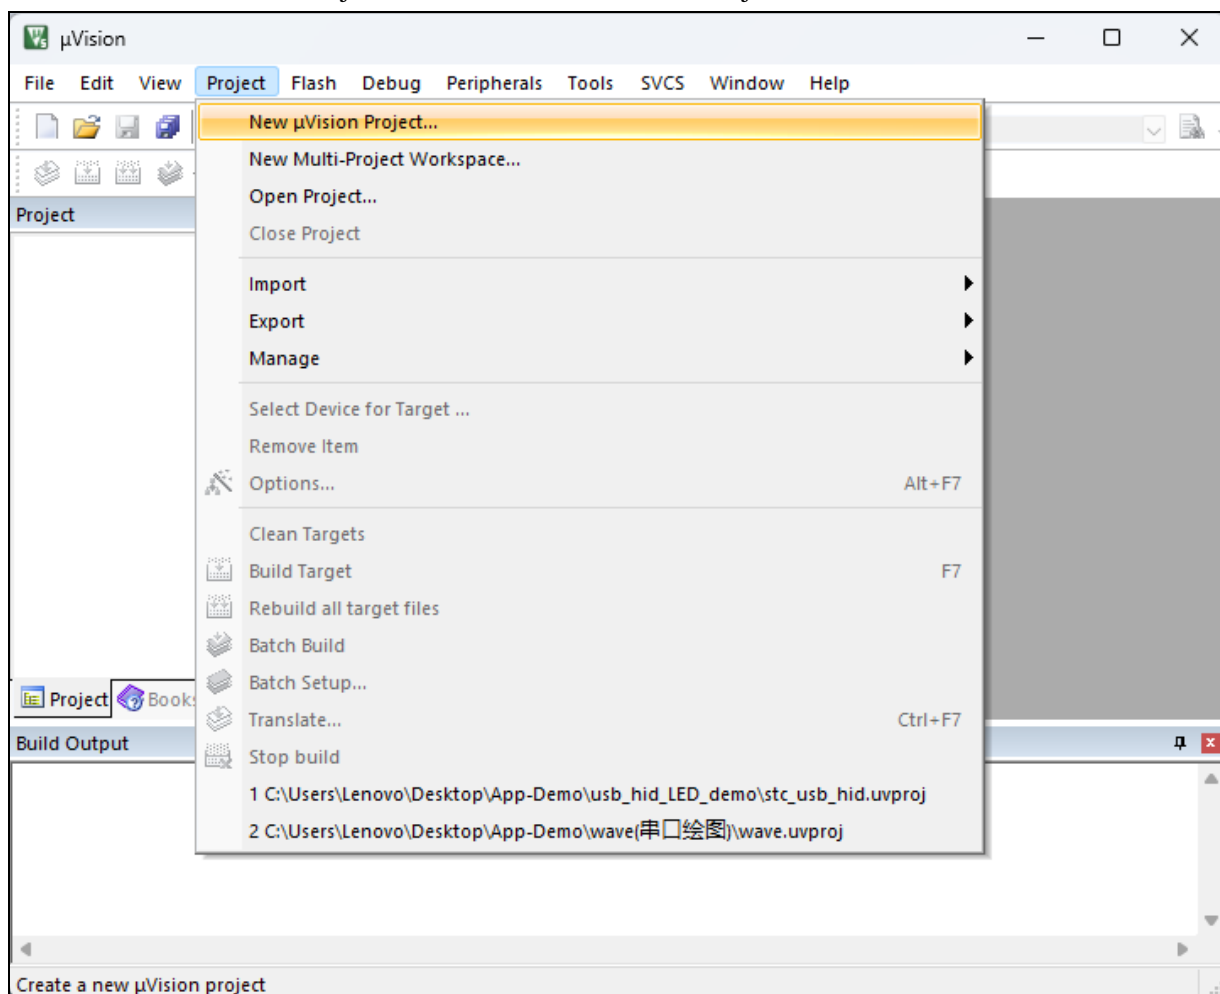 µVision
File Edit View Project Flash Debug Peripherals Tools SVCS Window Help
New µVision Project...
New Multi-Project Workspace...
Open Project...
Close Project
Import
Export
Manage
Select Device for Target ...
Remove Item
Options... Alt+F7
Clean Targets
Build Target F7
Rebuild all target files
Batch Build
Batch Setup...
Translate... Ctrl+F7
Stop build
1 C:\Users\Lenovo\Desktop\App-Demo\usb_hid_LED_demo\stc_usb_hid.uvproj
2 C:\Users\Lenovo\Desktop\App-Demo\wave(串口绘图)\wave.uvproj
Project
Project Books
Build Output
Create a new µVision project